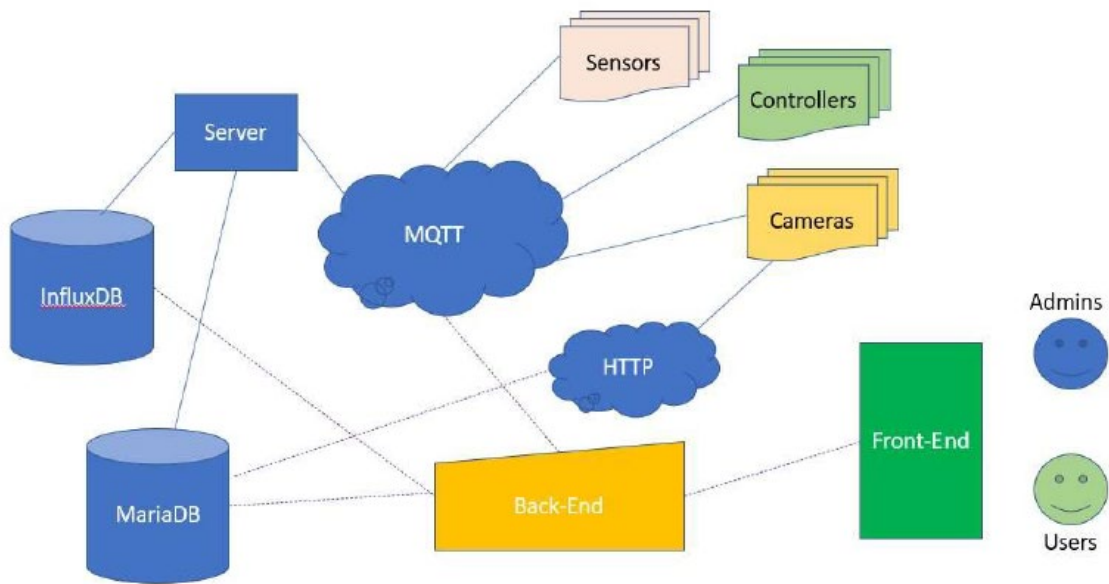 Sensors
Controllers
Server
Cameras
MQTT
InfluxDB
Admins
HTTP
Front-End
MariaDB
Back-End
Users